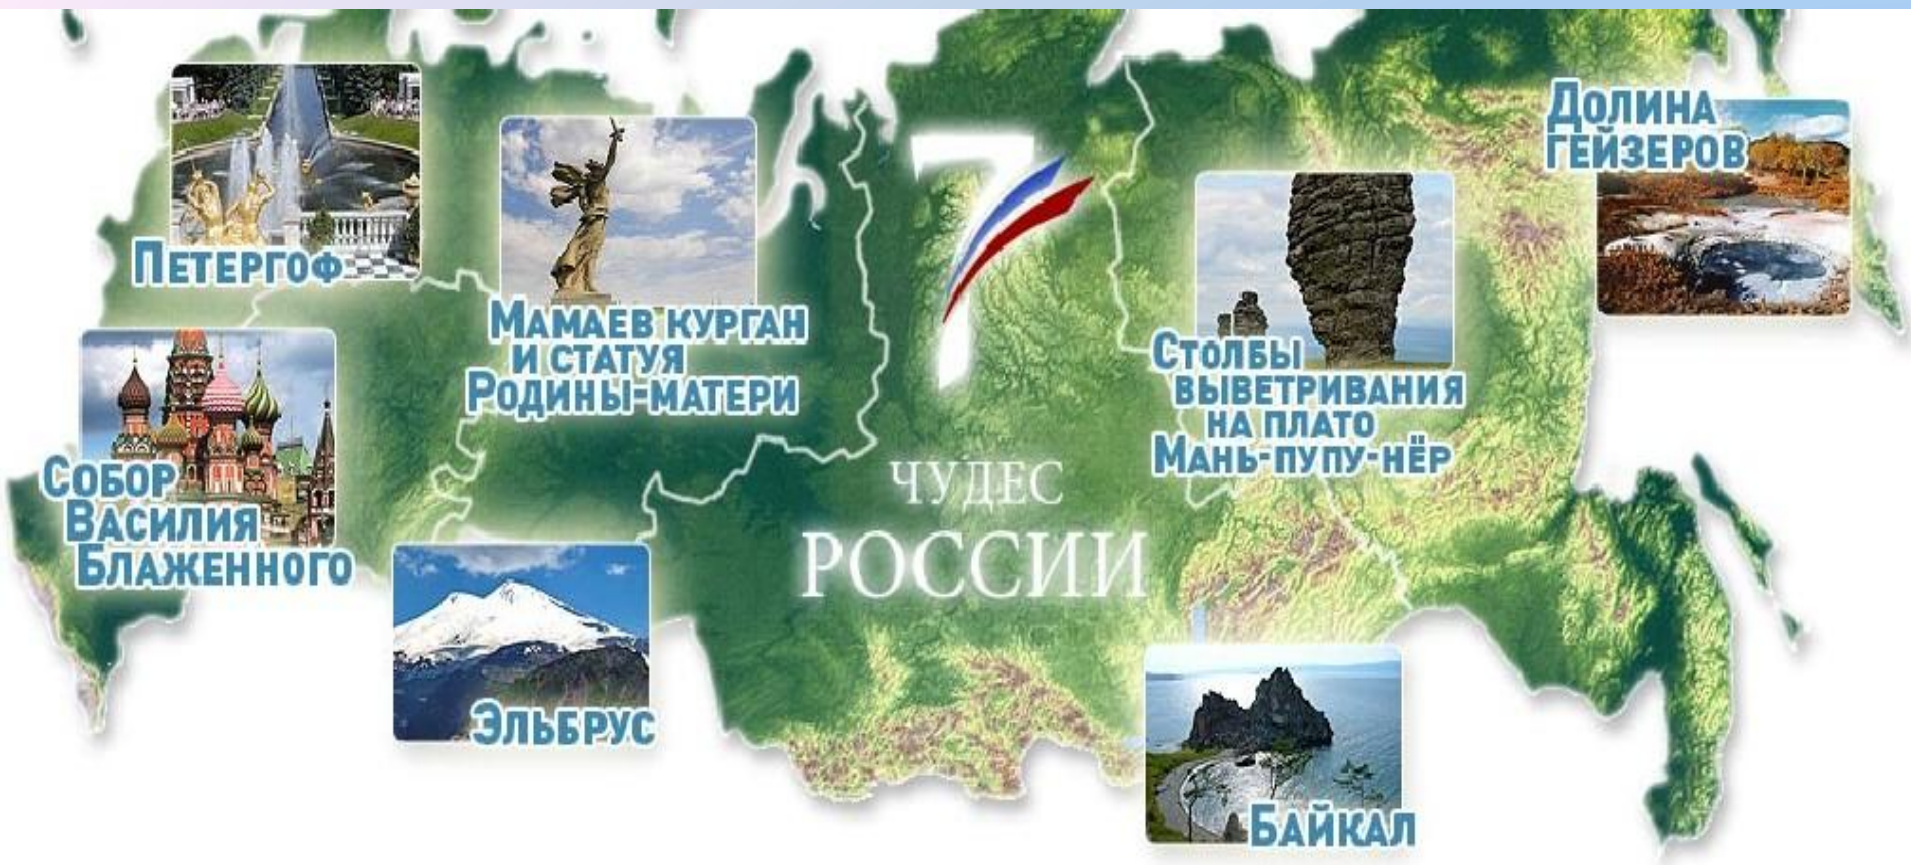 Петергоф
Мамаев курган
и статуя
Родины-матери
7
чудес
России
Столбы
выветривания
на плато
Мань-пупу-нёр
Долина
гейзеров
Собор
Василия
Блаженного
Эльбрус
Байкал